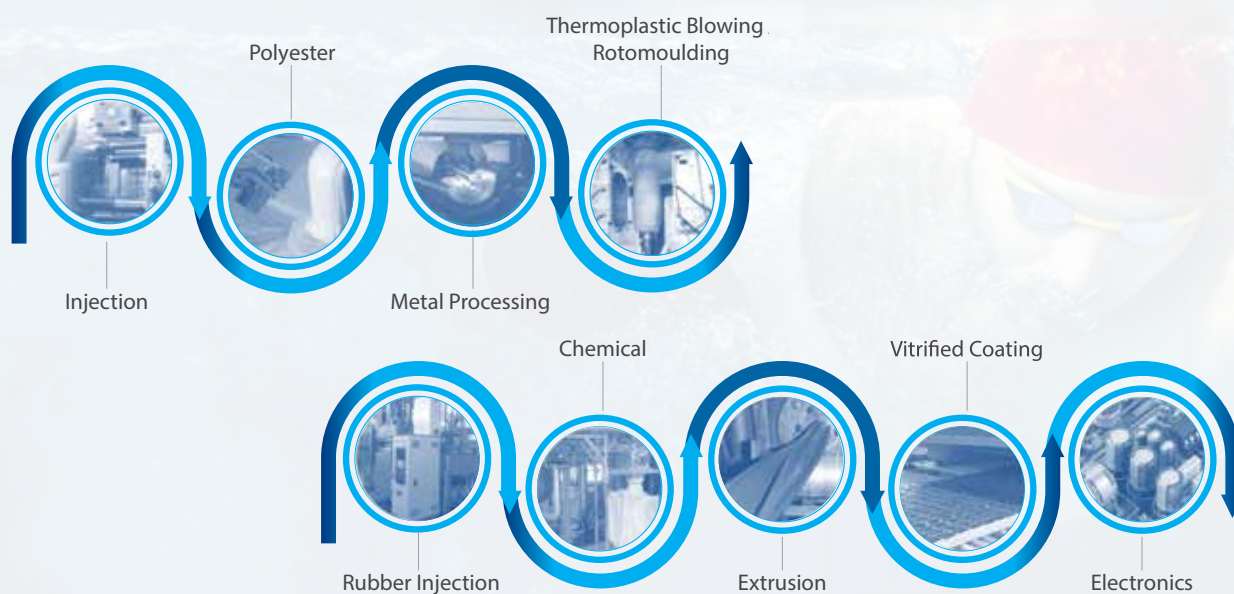 Thermoplastic Blowing
Rotomoulding
Polyester
Injection
Metal Processing
Chemical
Vitrified Coating
Rubber Injection
Extrusion
Electronics